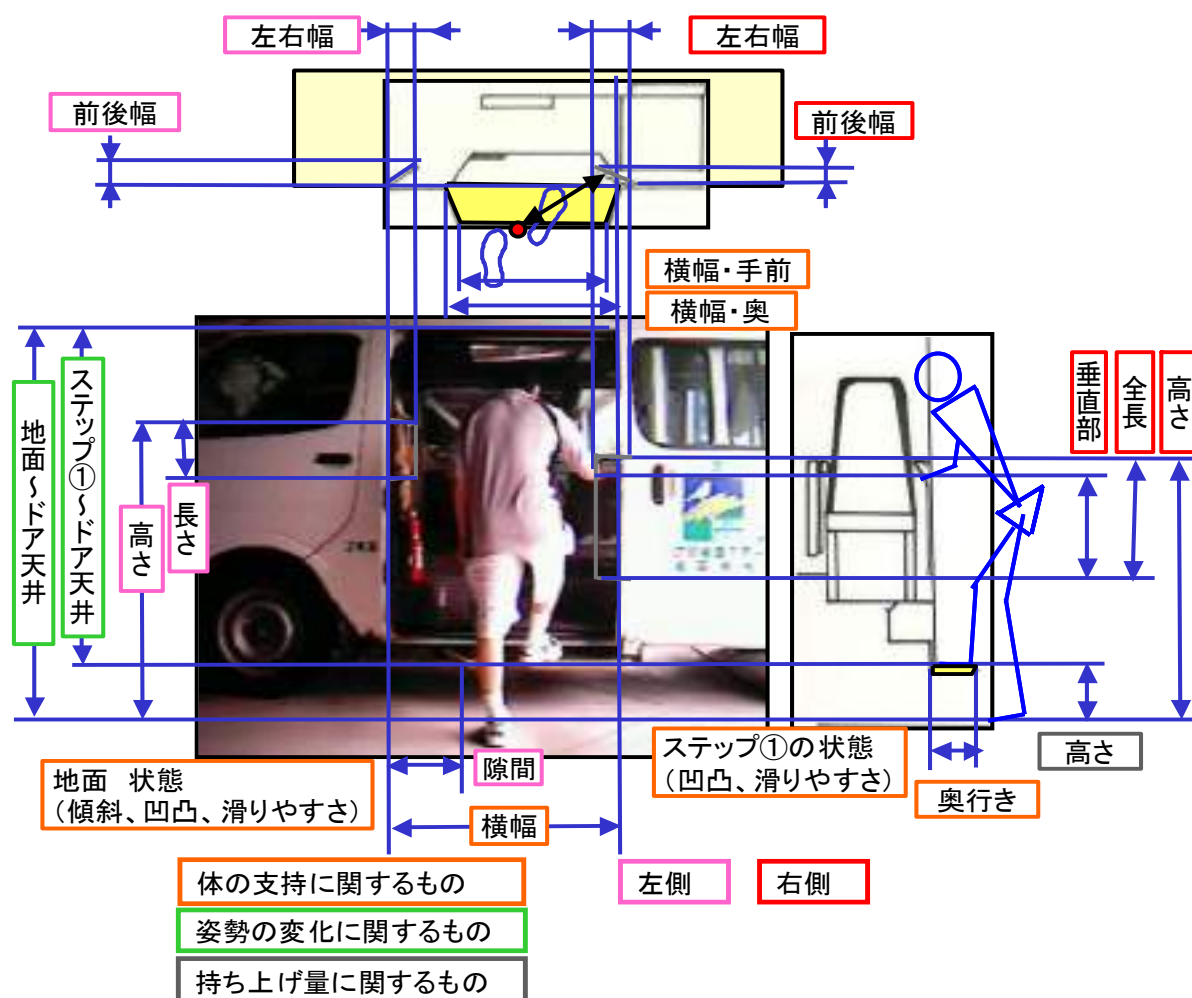 左右幅
左右幅
前後幅
前後幅
横幅・手前
横幅・奥
地面～ドア天井
ステップ①～ドア天井
高さ
長さ
垂直部
全長
高さ
地面 状態
（傾斜、凹凸、滑りやすさ）
隙間
横幅
ステップ①の状態
（凹凸、滑りやすさ）
高さ
奥行き
体の支持に関するもの
左側
右側
姿勢の変化に関するもの
持ち上げ量に関するもの